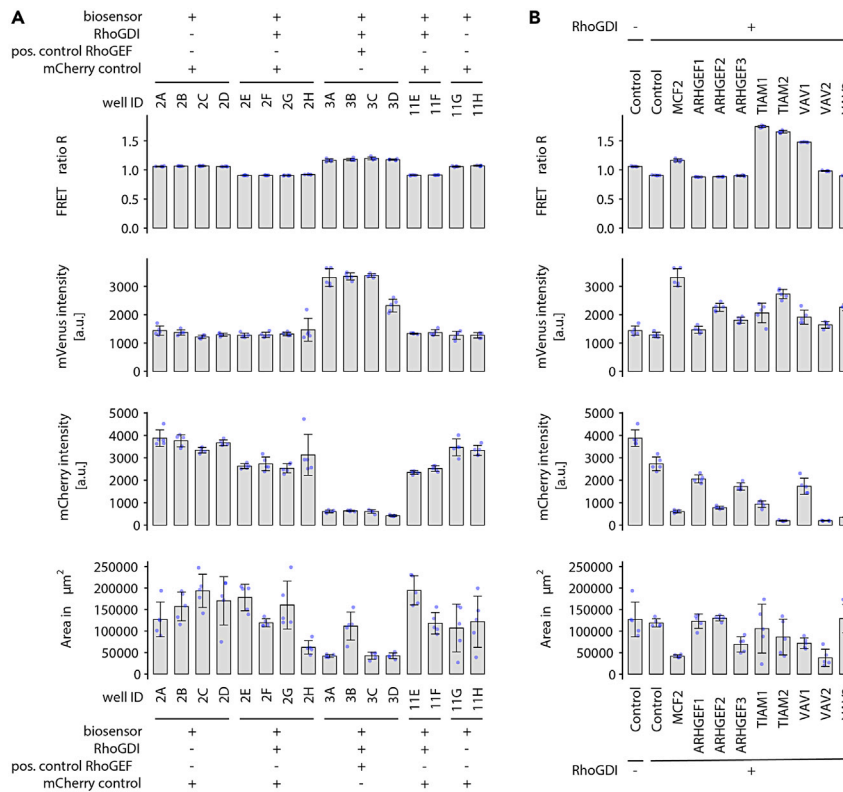 A
biosensor + + + + +
RhoGDI - + + + -
pos. control RhoGEF - - + - -
mCherry control + + - + +
well ID 2A 2B 2C 2D 2E 2F 2G 2H 3A 3B 3C 3D 11E 11F 11G 11H
FRET ratio R
1.5
1.0
0.5
0.0
mVenus intensity [a.u.]
3000
2000
1000
0
mCherry intensity [a.u.]
5000
4000
3000
2000
1000
0
Area in µm²
250000
200000
150000
100000
50000
0
well ID 2A 2B 2C 2D 2E 2F 2G 2H 3A 3B 3C 3D 11E 11F 11G 11H
biosensor + + + + +
RhoGDI - + + + -
pos. control RhoGEF - - + - -
mCherry control + + - + +
B
RhoGDI - +
Control Control MCF2 ARHGEF1 ARHGEF2 ARHGEF3 TIAM1 TIAM2 VAV1 VAV2
FRET ratio R
1.5
1.0
0.5
0.0
mVenus intensity [a.u.]
3000
2000
1000
0
mCherry intensity [a.u.]
5000
4000
3000
2000
1000
0
Area in µm²
250000
200000
150000
100000
50000
0
Control Control MCF2 ARHGEF1 ARHGEF2 ARHGEF3 TIAM1 TIAM2 VAV1 VAV2
RhoGDI - +